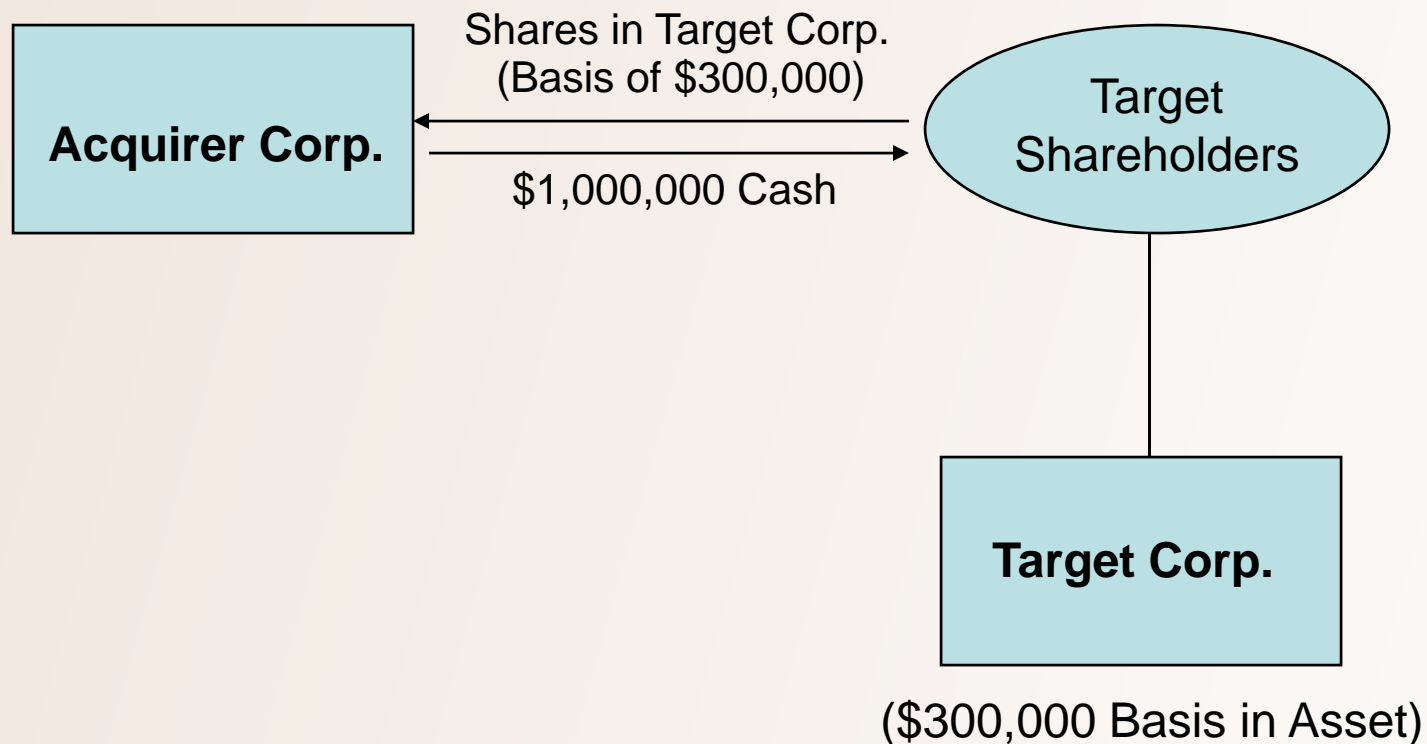 Shares in Target Corp.
(Basis of $300,000)
Acquirer Corp.
$1,000,000 Cash
Target
Shareholders
Target Corp.
($300,000 Basis in Asset)